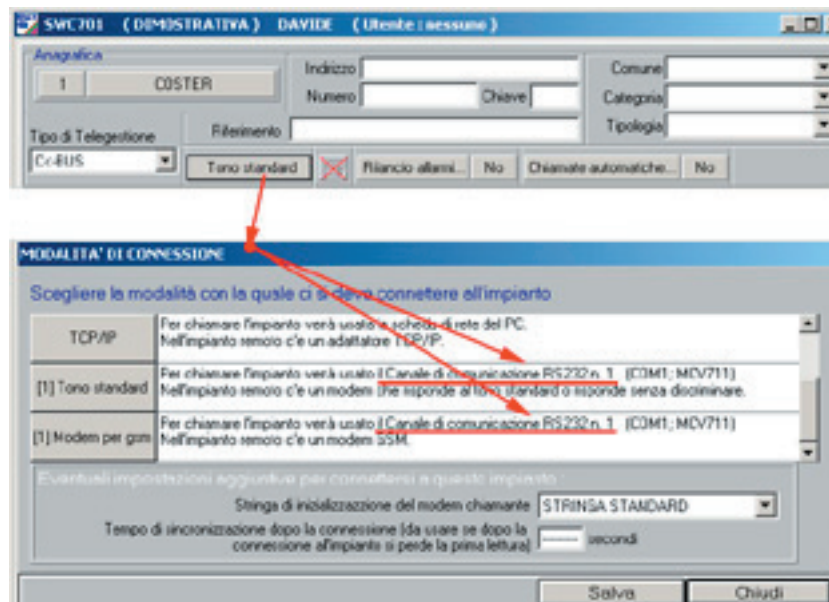 SWC701 ( DIMOSTRATIVA ) DAVIDE ( Utente : nessuno )
Anagrafica
1 COSTER
Indirizzo
Comune
Numero
Chiave
Categoria
Riferimento
Tipologia
Tipo di Telegestione
Cc-BUS
Tono standard
Rilancio allarmi... No
Chiamate automatiche... No
MODALITA' DI CONNESSIONE
Scegliere la modalità con la quale ci si deve connettere all'impianto
TCP/IP
Per chiamare l'impianto verrà usata la scheda di rete del PC.
Nell'impianto remoto c'e un adattatore TCP/IP.
[1] Tono standard
Per chiamare l'impianto verrà usato il Canale di comunicazione RS232 n. 1 (COM1; MCV711)
Nell'impianto remoto c'e un modem che risponde al tono standard o risponde senza discriminare.
[1] Modem per gsm
Per chiamare l'impianto verrà usato il Canale di comunicazione RS232 n. 1 (COM1; MCV711)
Nell'impianto remoto c'e un modem GSM.
Eventuali impostazioni aggiuntive per connettersi a questo impianto :
Stringa di inizializzazione del modem chiamante STRINGA STANDARD
Tempo di sincronizzazione dopo la connessione (da usare se dopo la
connessione all'impianto si perde la prima lettura) ------ secondi
Salva
Chiudi